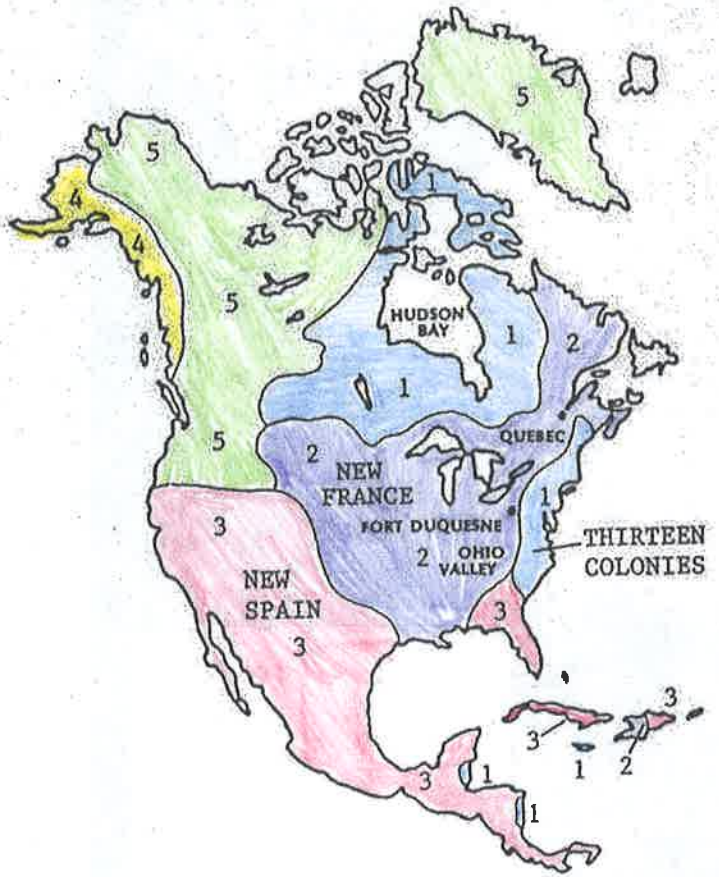 5
5
1
4
4
HUDSON
BAY
5
1
2
1
QUEBEC
5
2
NEW
FRANCE
1
FORT DUQUESNE
3
THIRTEEN
COLONIES
2
OHIO
VALLEY
NEW
SPAIN
3
3
3
3
1
2
3
1
1